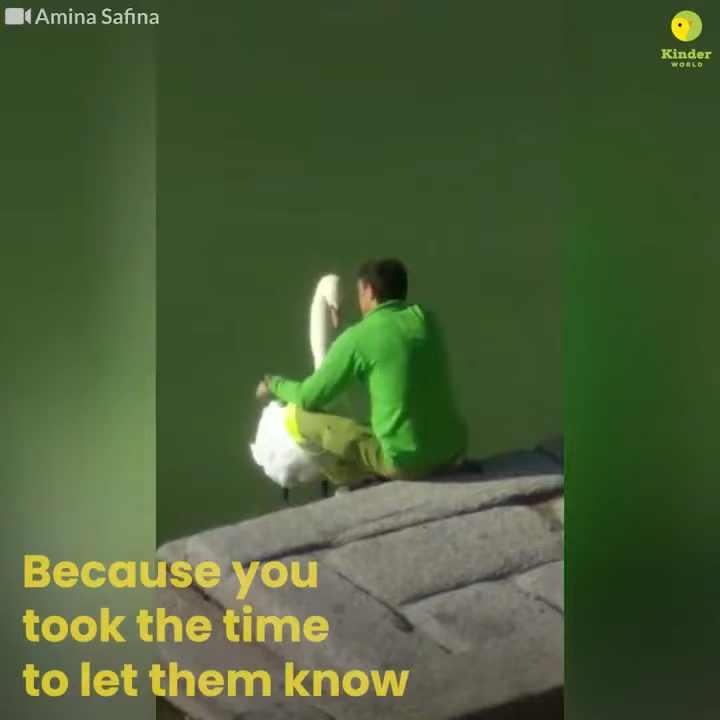 Amina Safina
Kinder
WORLD
Because you
took the time
to let them know